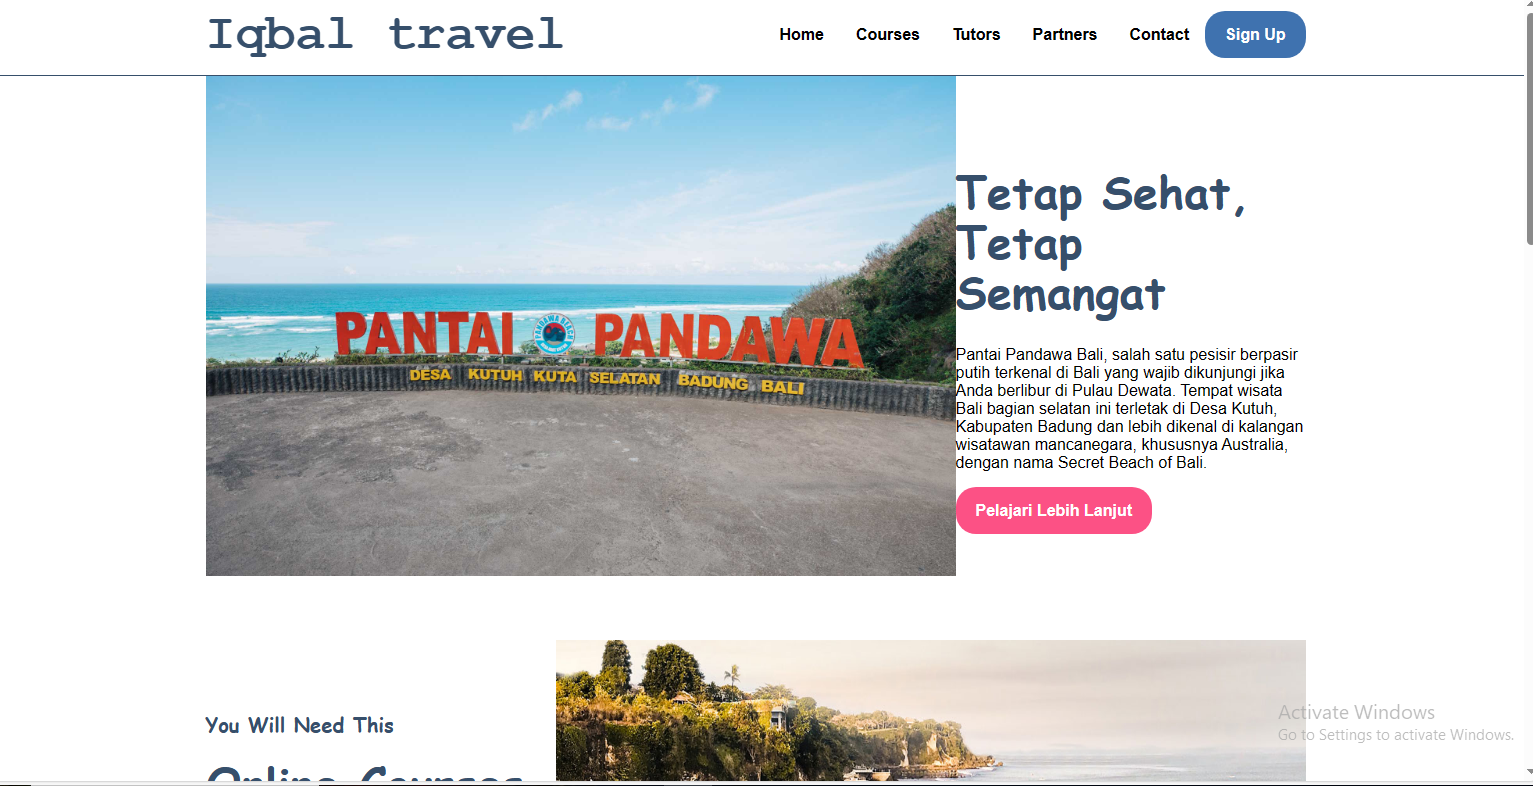 Iqbal travel
Home Courses Tutors Partners Contact Sign Up
PANTAI PANDAWA
PANDAWA BEACH
DESA KUTUH KUTA SELATAN BADUNG BALI
Tetap Sehat,
Tetap
Semangat
Pantai Pandawa Bali, salah satu pesisir berpasir
putih terkenal di Bali yang wajib dikunjungi jika
Anda berlibur di Pulau Dewata. Tempat wisata
Bali bagian selatan ini terletak di Desa Kutuh,
Kabupaten Badung dan lebih dikenal di kalangan
wisatawan mancanegara, khususnya Australia,
dengan nama Secret Beach of Bali.
Pelajari Lebih Lanjut
You Will Need This
Online Courses
Activate Windows
Go to Settings to activate Windows.